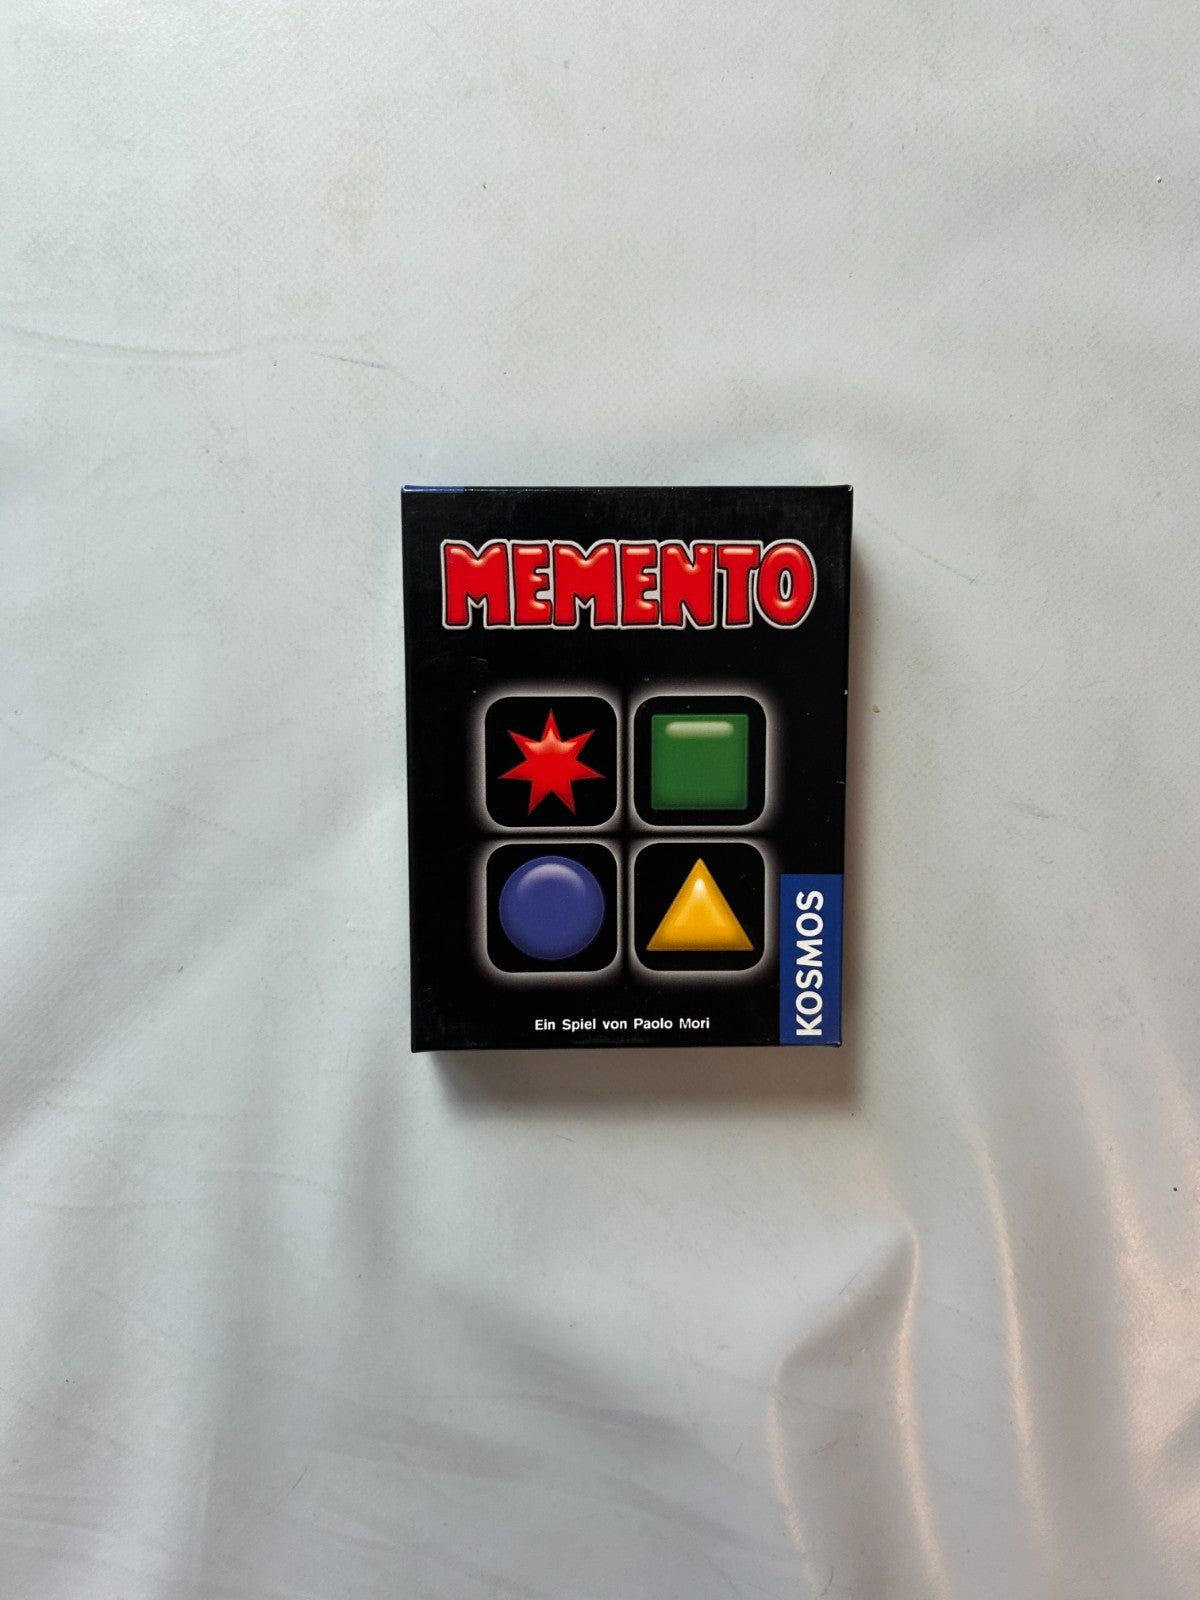 MEMENTO
KOSMOS
Ein Spiel von Paolo Mori